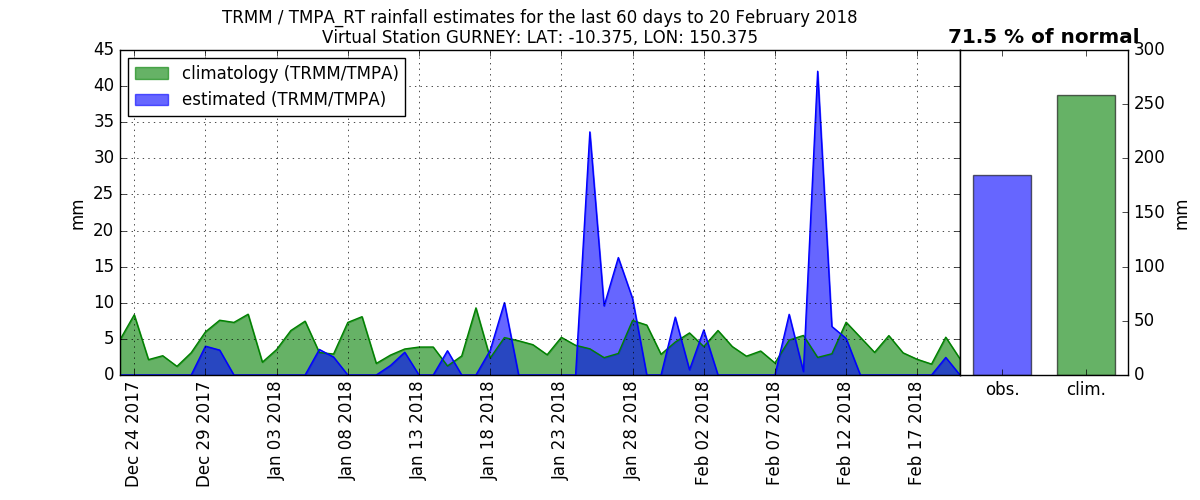 TRMM / TMPA_RT rainfall estimates for the last 60 days to 20 February 2018
Virtual Station GURNEY: LAT: -10.375, LON: 150.375
71.5 % of normal
climatology (TRMM/TMPA)
estimated (TRMM/TMPA)
mm
45
40
35
30
25
20
15
10
5
0
Dec 24 2017
Dec 29 2017
Jan 03 2018
Jan 08 2018
Jan 13 2018
Jan 18 2018
Jan 23 2018
Jan 28 2018
Feb 02 2018
Feb 07 2018
Feb 12 2018
Feb 17 2018
obs.
clim.
300
250
200
150
100
50
0
mm